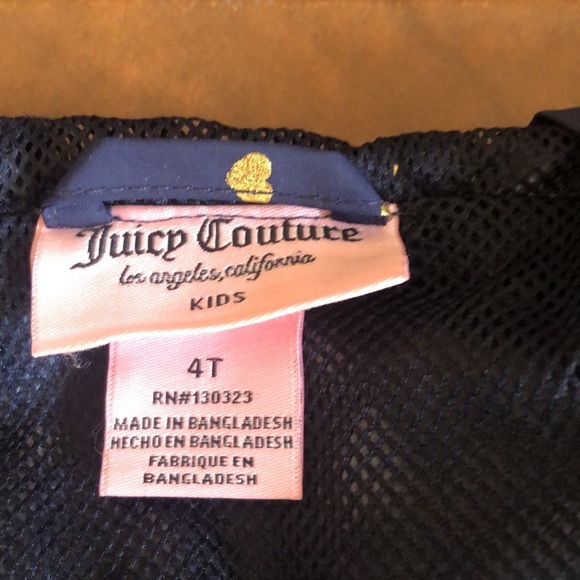 Juicy Couture
los angeles, california
KIDS
4T
RN#130323
MADE IN BANGLADESH
HECHO EN BANGLADESH
FABRIQUE EN
BANGLADESH